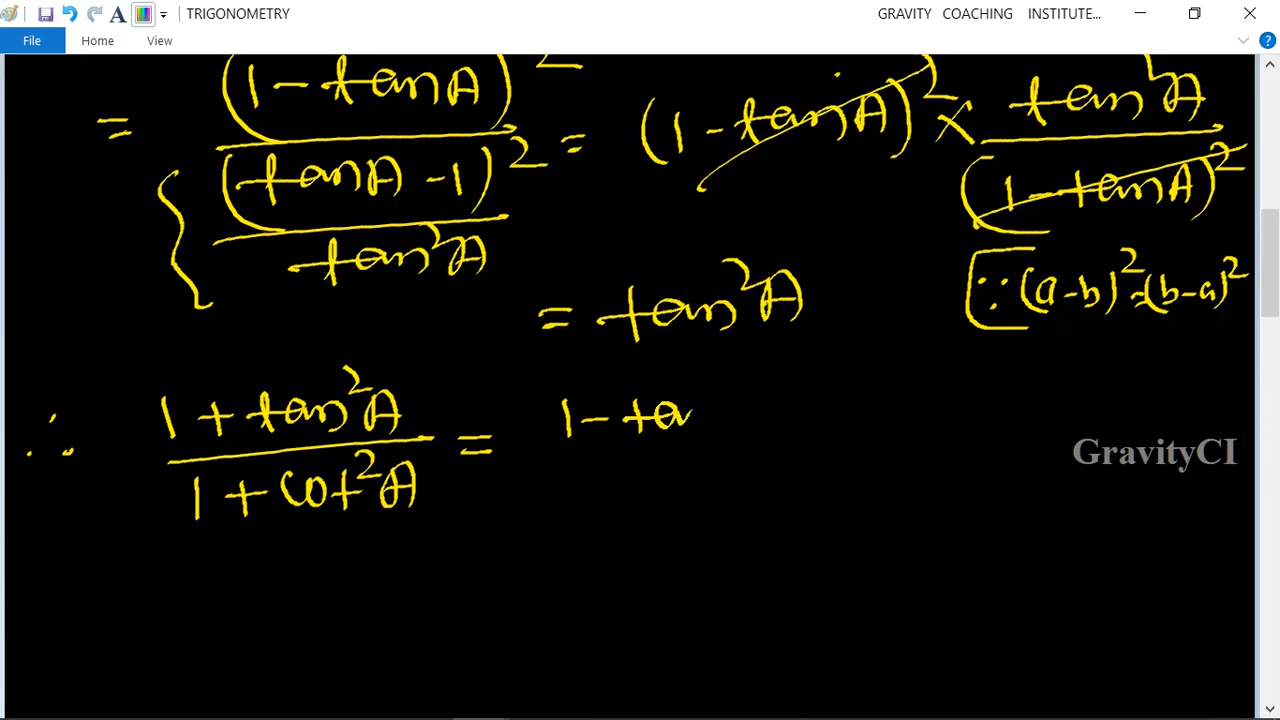 TRIGONOMETRY GRAVITY COACHING INSTITUTE...
File Home View
= (1 - tanA)² / {(tanA - 1)² / tan²A} = (1 - tanA)² × tan²A / (1 - tanA)²
[∵ (a-b)² = (b-a)²
= tan²A
∴ (1 + tan²A) / (1 + Cot²A) = 1 - ta
GravityCI